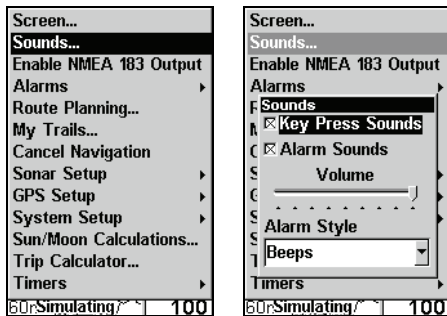 Screen...
Sounds...
Enable NMEA 183 Output
Alarms
Route Planning...
My Trails...
Cancel Navigation
Sonar Setup
GPS Setup
System Setup
Sun/Moon Calculations...
Trip Calculator...
Timers
Simulating
100
Screen...
Sounds...
Enable NMEA 183 Output
Alarms
Sounds
Key Press Sounds
Alarm Sounds
Volume
Alarm Style
Beeps
Timers
Simulating
100